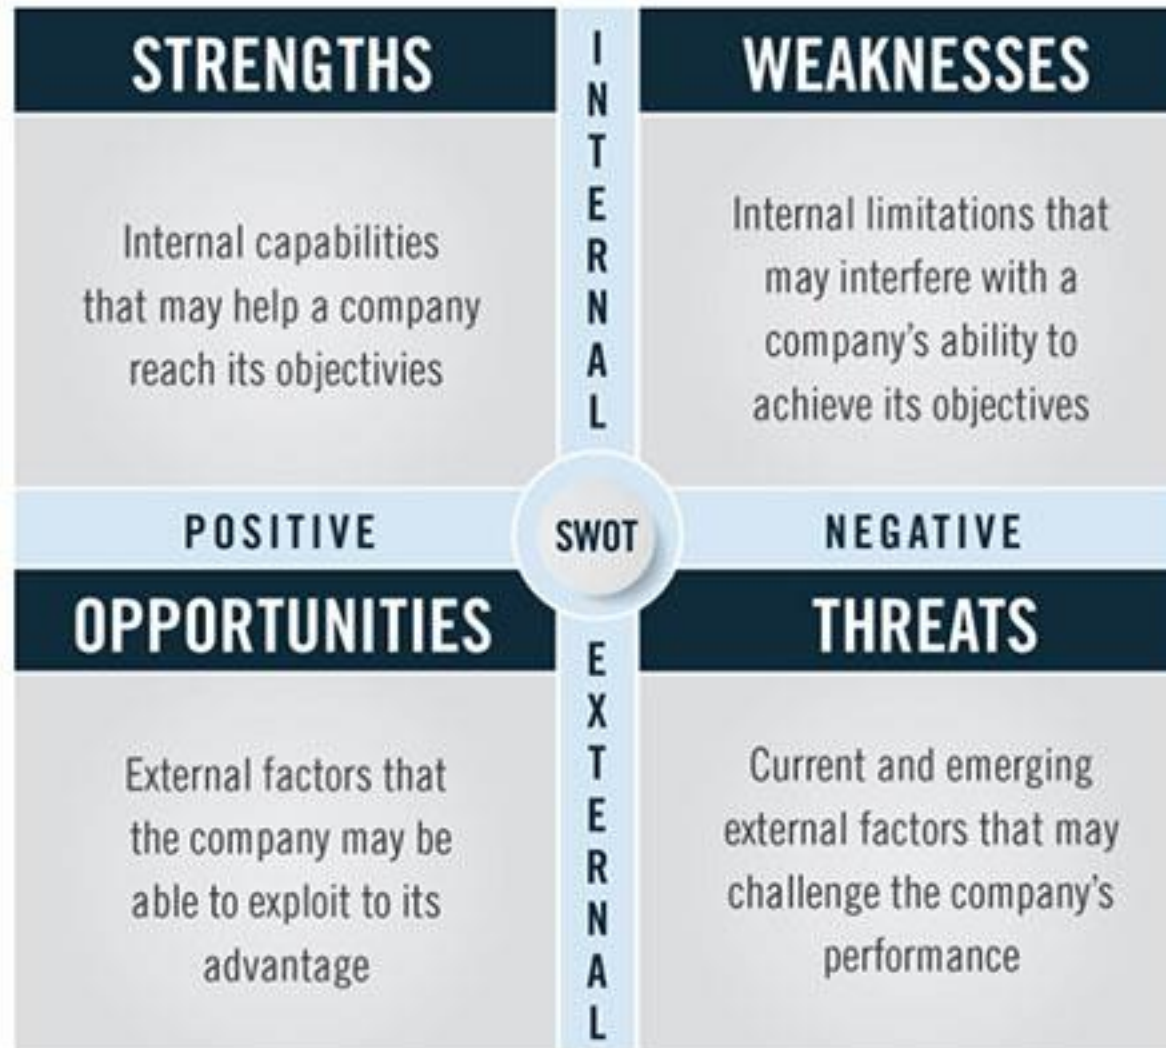 STRENGTHS
Internal capabilities
that may help a company
reach its objectivies
INTERNAL
WEAKNESSES
Internal limitations that
may interfere with a
company's ability to
achieve its objectives
POSITIVE
SWOT
NEGATIVE
OPPORTUNITIES
External factors that
the company may be
able to exploit to its
advantage
EXTERNAL
THREATS
Current and emerging
external factors that may
challenge the company's
performance